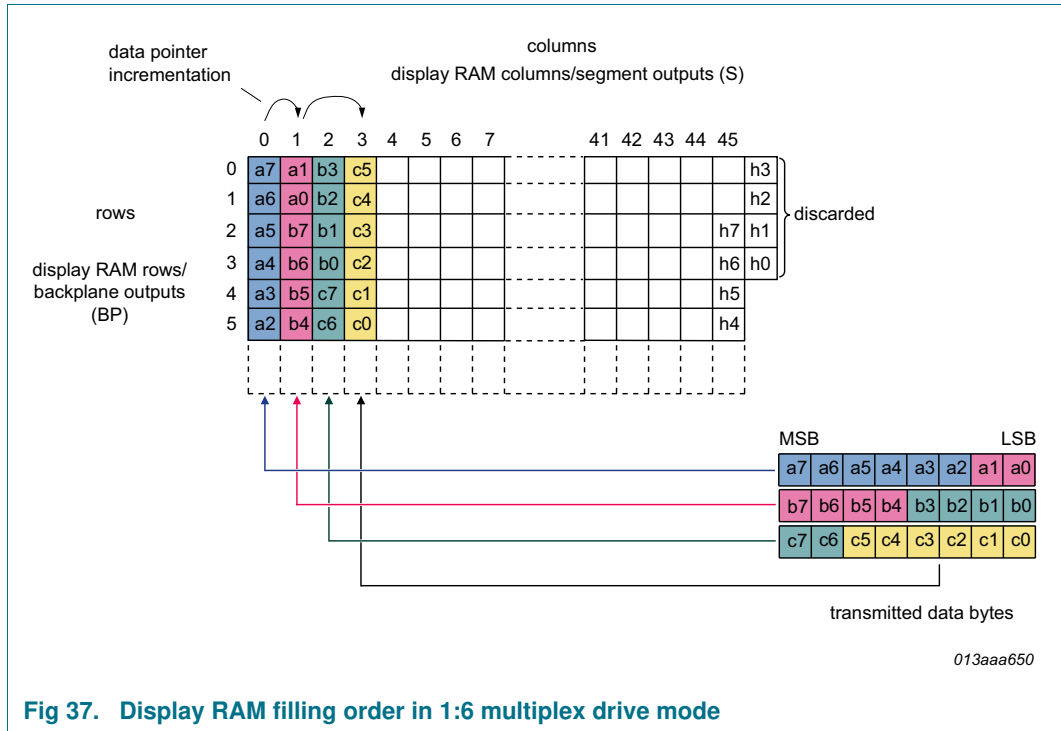 columns
data pointer
incrementation
display RAM columns/segment outputs (S)
0 1 2 3 4 5 6 7 41 42 43 44 45
0 a7 a1 b3 c5 h3
1 a6 a0 b2 c4 h2
rows
2 a5 b7 b1 c3 h7 h1
discarded
3 a4 b6 b0 c2 h6 h0
display RAM rows/
backplane outputs
(BP)
4 a3 b5 c7 c1 h5
5 a2 b4 c6 c0 h4
MSB LSB
a7 a6 a5 a4 a3 a2 a1 a0
b7 b6 b5 b4 b3 b2 b1 b0
c7 c6 c5 c4 c3 c2 c1 c0
transmitted data bytes
013aaa650
Fig 37. Display RAM filling order in 1:6 multiplex drive mode